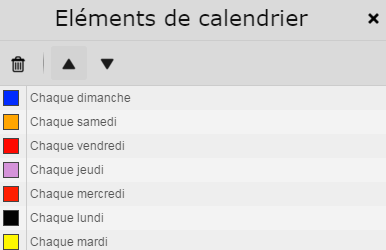 Eléments de calendrier
Chaque dimanche
Chaque samedi
Chaque vendredi
Chaque jeudi
Chaque mercredi
Chaque lundi
Chaque mardi